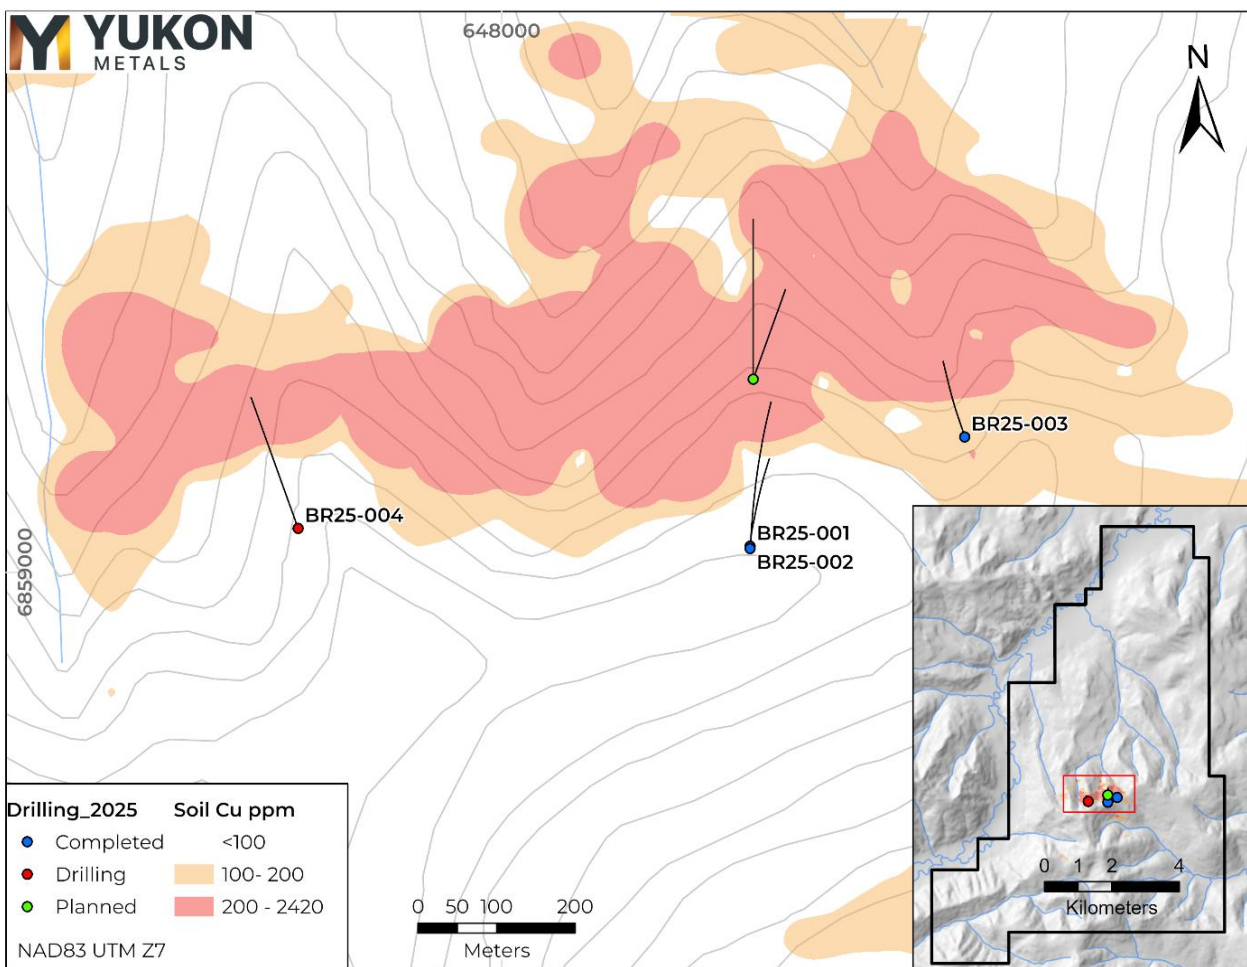 YUKON
METALS
648000
N
BR25-003
BR25-004
BR25-001
BR25-002
6859000
Drilling_2025 Soil Cu ppm
Completed <100
Drilling 100- 200
Planned 200 - 2420
NAD83 UTM Z7
0 50 100 200
Meters
0 1 2 4
Kilometers